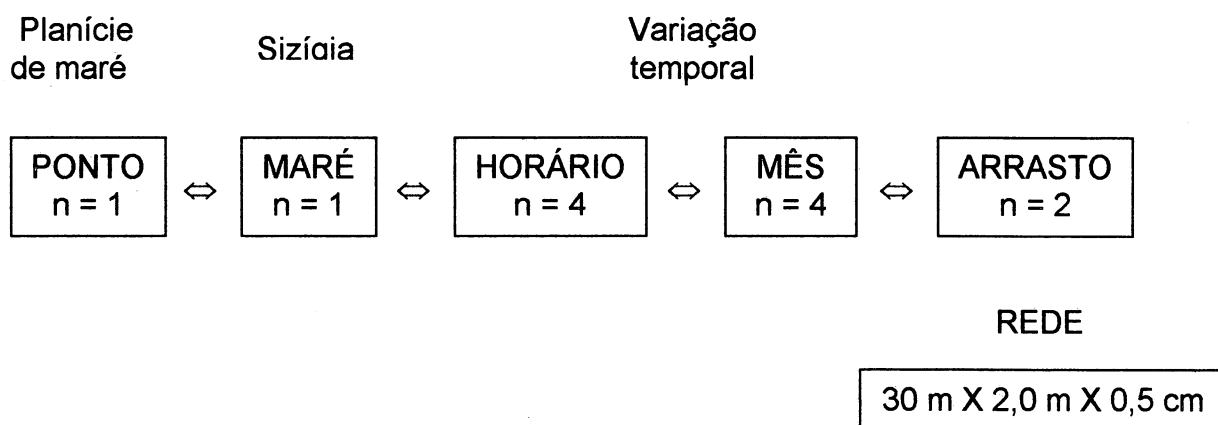 Planície
de maré
Sizígia
Variação
temporal
PONTO
n = 1
⇔
MARÉ
n = 1
⇔
HORÁRIO
n = 4
⇔
MÊS
n = 4
⇔
ARRASTO
n = 2
REDE
30 m X 2,0 m X 0,5 cm